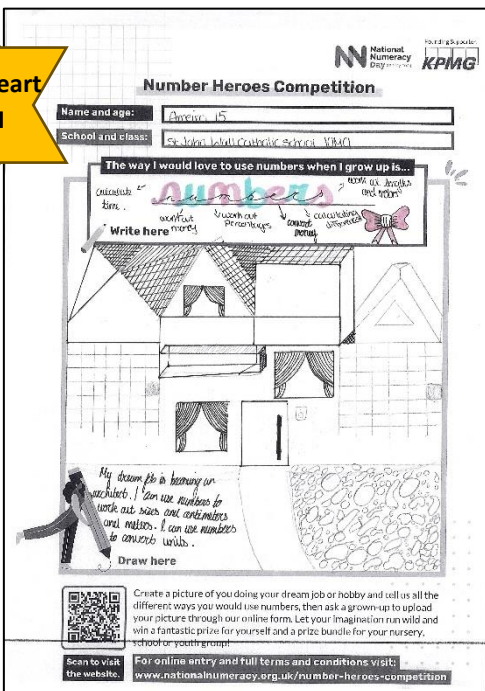 eart
Founding Supporter
National
Numeracy
Day
KPMG
Number Heroes Competition
Name and age:
15
School and class:
St John Wall Catholic School
The way I would love to use numbers when I grow up is...
numbers
calculate
time.
work out lengths
and
work out
money
work out
percentages
convert
money
calculating
differences
Write here
My dream job is becoming an
architect. I can use numbers to
work out sizes and centimeters
and metres. I can use numbers
to convert units.
Draw here
Create a picture of you doing your dream job or hobby and tell us all the
different ways you would use numbers, then ask a grown-up to upload
your picture through our online form. Let your imagination run wild and
win a fantastic prize for yourself and a prize bundle for your nursery,
school or youth group!
Scan to visit
the website.
For online entry and full terms and conditions visit:
www.nationalnumeracy.org.uk/number-heroes-competition